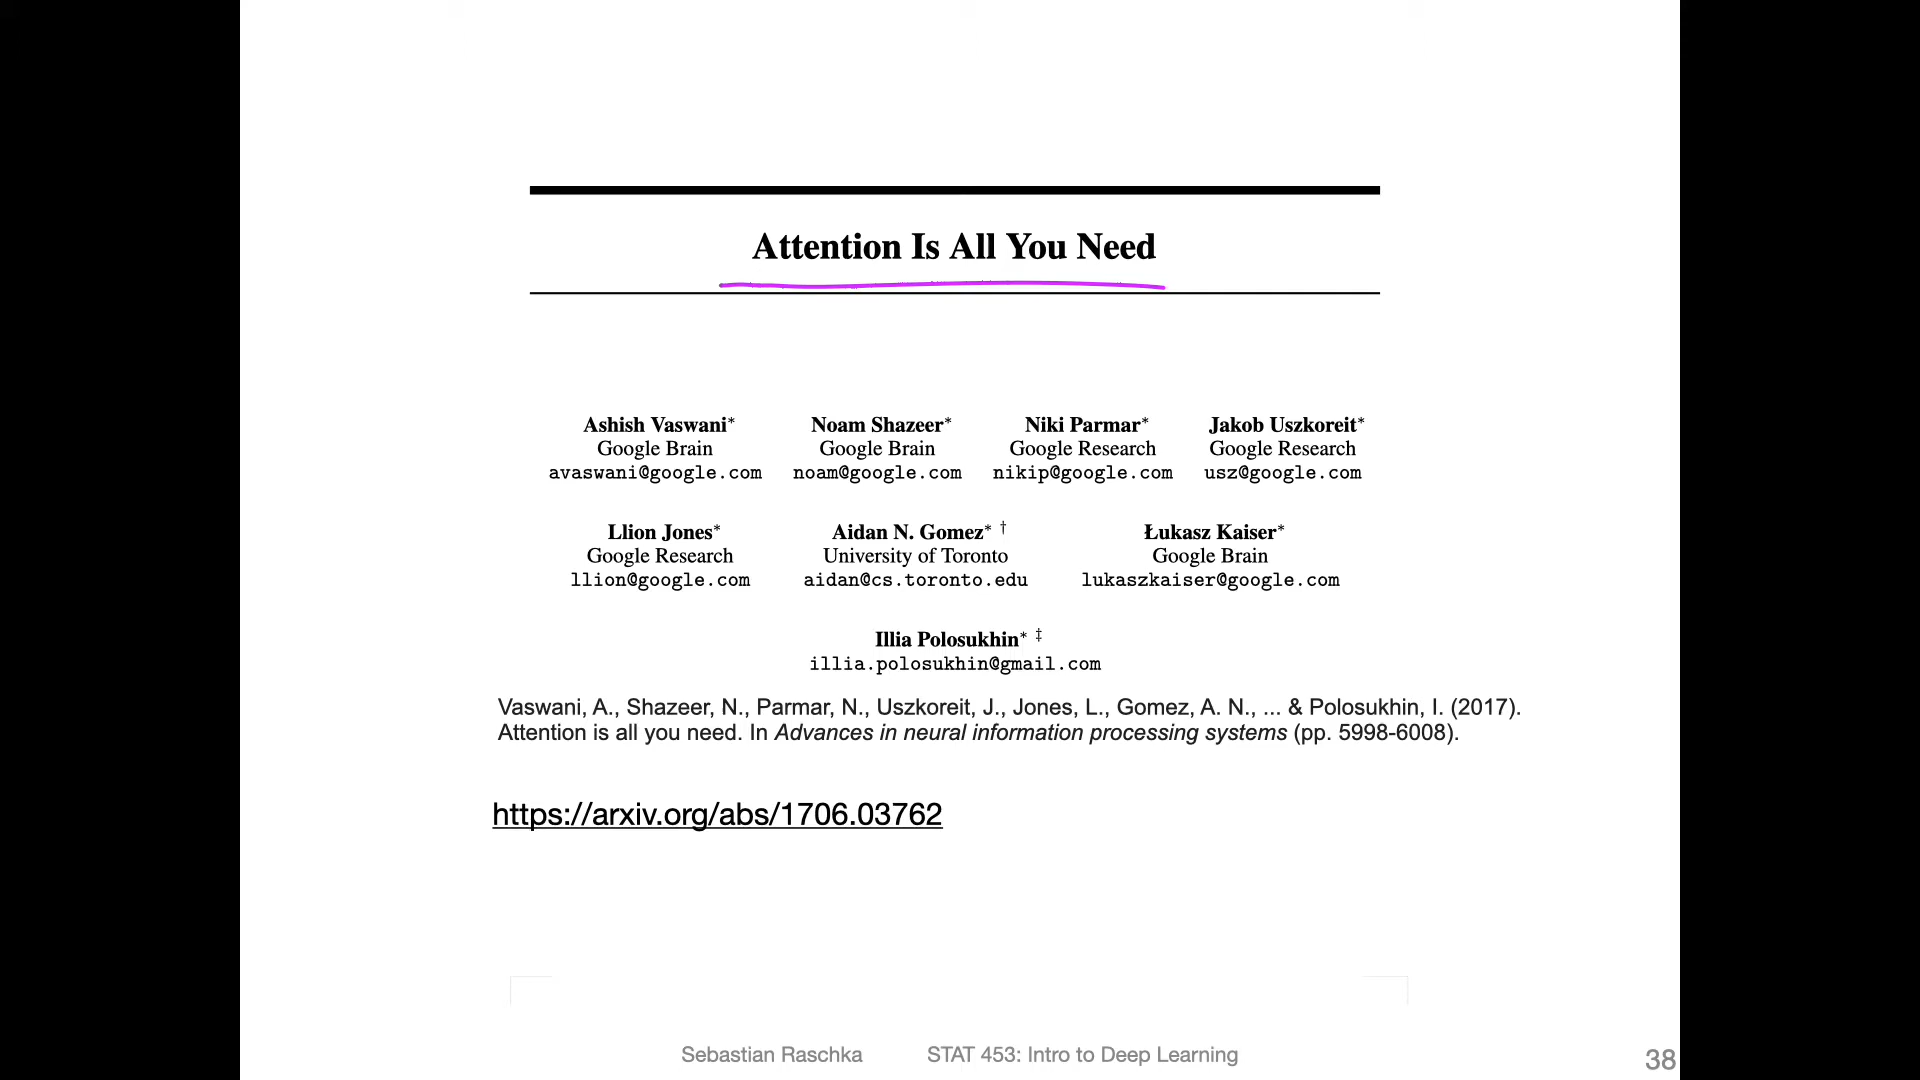 Attention Is All You Need
Ashish Vaswani* Noam Shazeer* Niki Parmar* Jakob Uszkoreit*
Google Brain Google Brain Google Research Google Research
avaswani@google.com noam@google.com nikip@google.com usz@google.com
Llion Jones* Aidan N. Gomez* † Łukasz Kaiser*
Google Research University of Toronto Google Brain
llion@google.com aidan@cs.toronto.edu lukaszkaiser@google.com
Illia Polosukhin* ‡
illia.polosukhin@gmail.com
Vaswani, A., Shazeer, N., Parmar, N., Uszkoreit, J., Jones, L., Gomez, A. N., ... & Polosukhin, I. (2017).
Attention is all you need. In Advances in neural information processing systems (pp. 5998-6008).
https://arxiv.org/abs/1706.03762
Sebastian Raschka STAT 453: Intro to Deep Learning 38